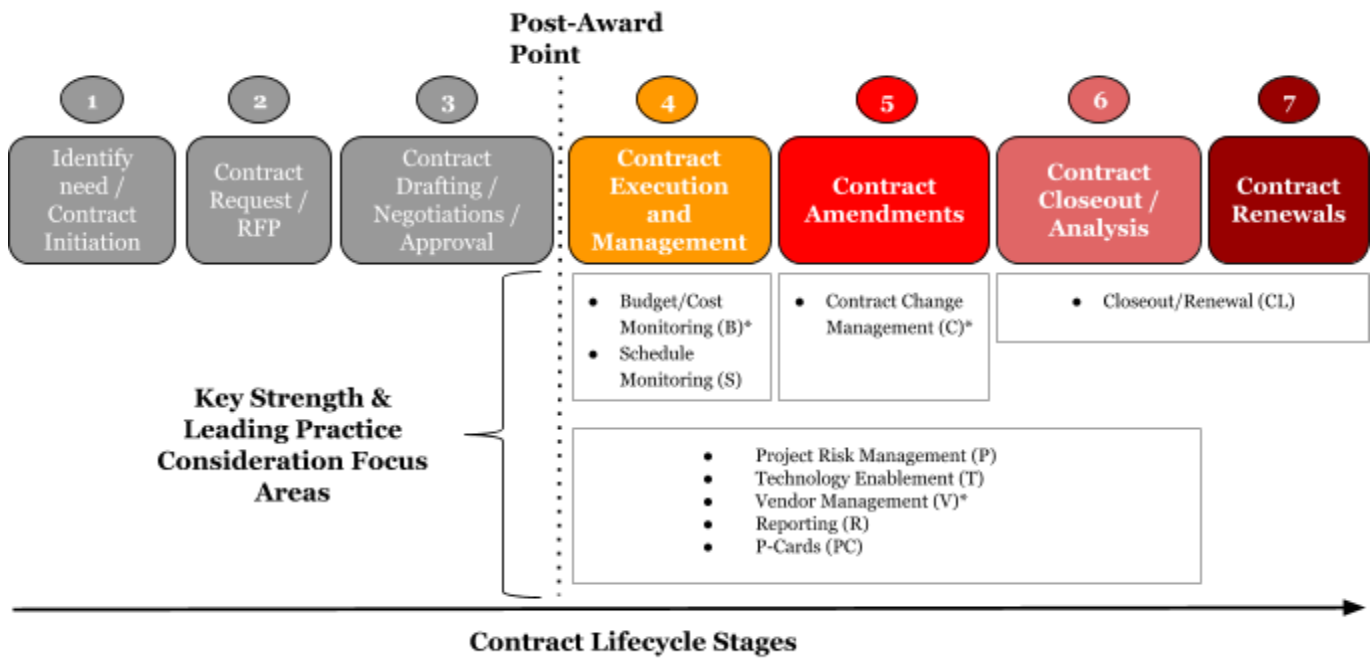 Post-Award
Point
1
2
3
4
5
6
7
Identify
need /
Contract
Initiation
Contract
Request /
RFP
Contract
Drafting /
Negotiations /
Approval
Contract
Execution
and
Management
Contract
Amendments
Contract
Closeout /
Analysis
Contract
Renewals
● Budget/Cost
Monitoring (B)*
● Schedule
Monitoring (S)
● Contract Change
Management (C)*
● Closeout/Renewal (CL)
Key Strength &
Leading Practice
Consideration Focus
Areas
● Project Risk Management (P)
● Technology Enablement (T)
● Vendor Management (V)*
● Reporting (R)
● P-Cards (PC)
Contract Lifecycle Stages